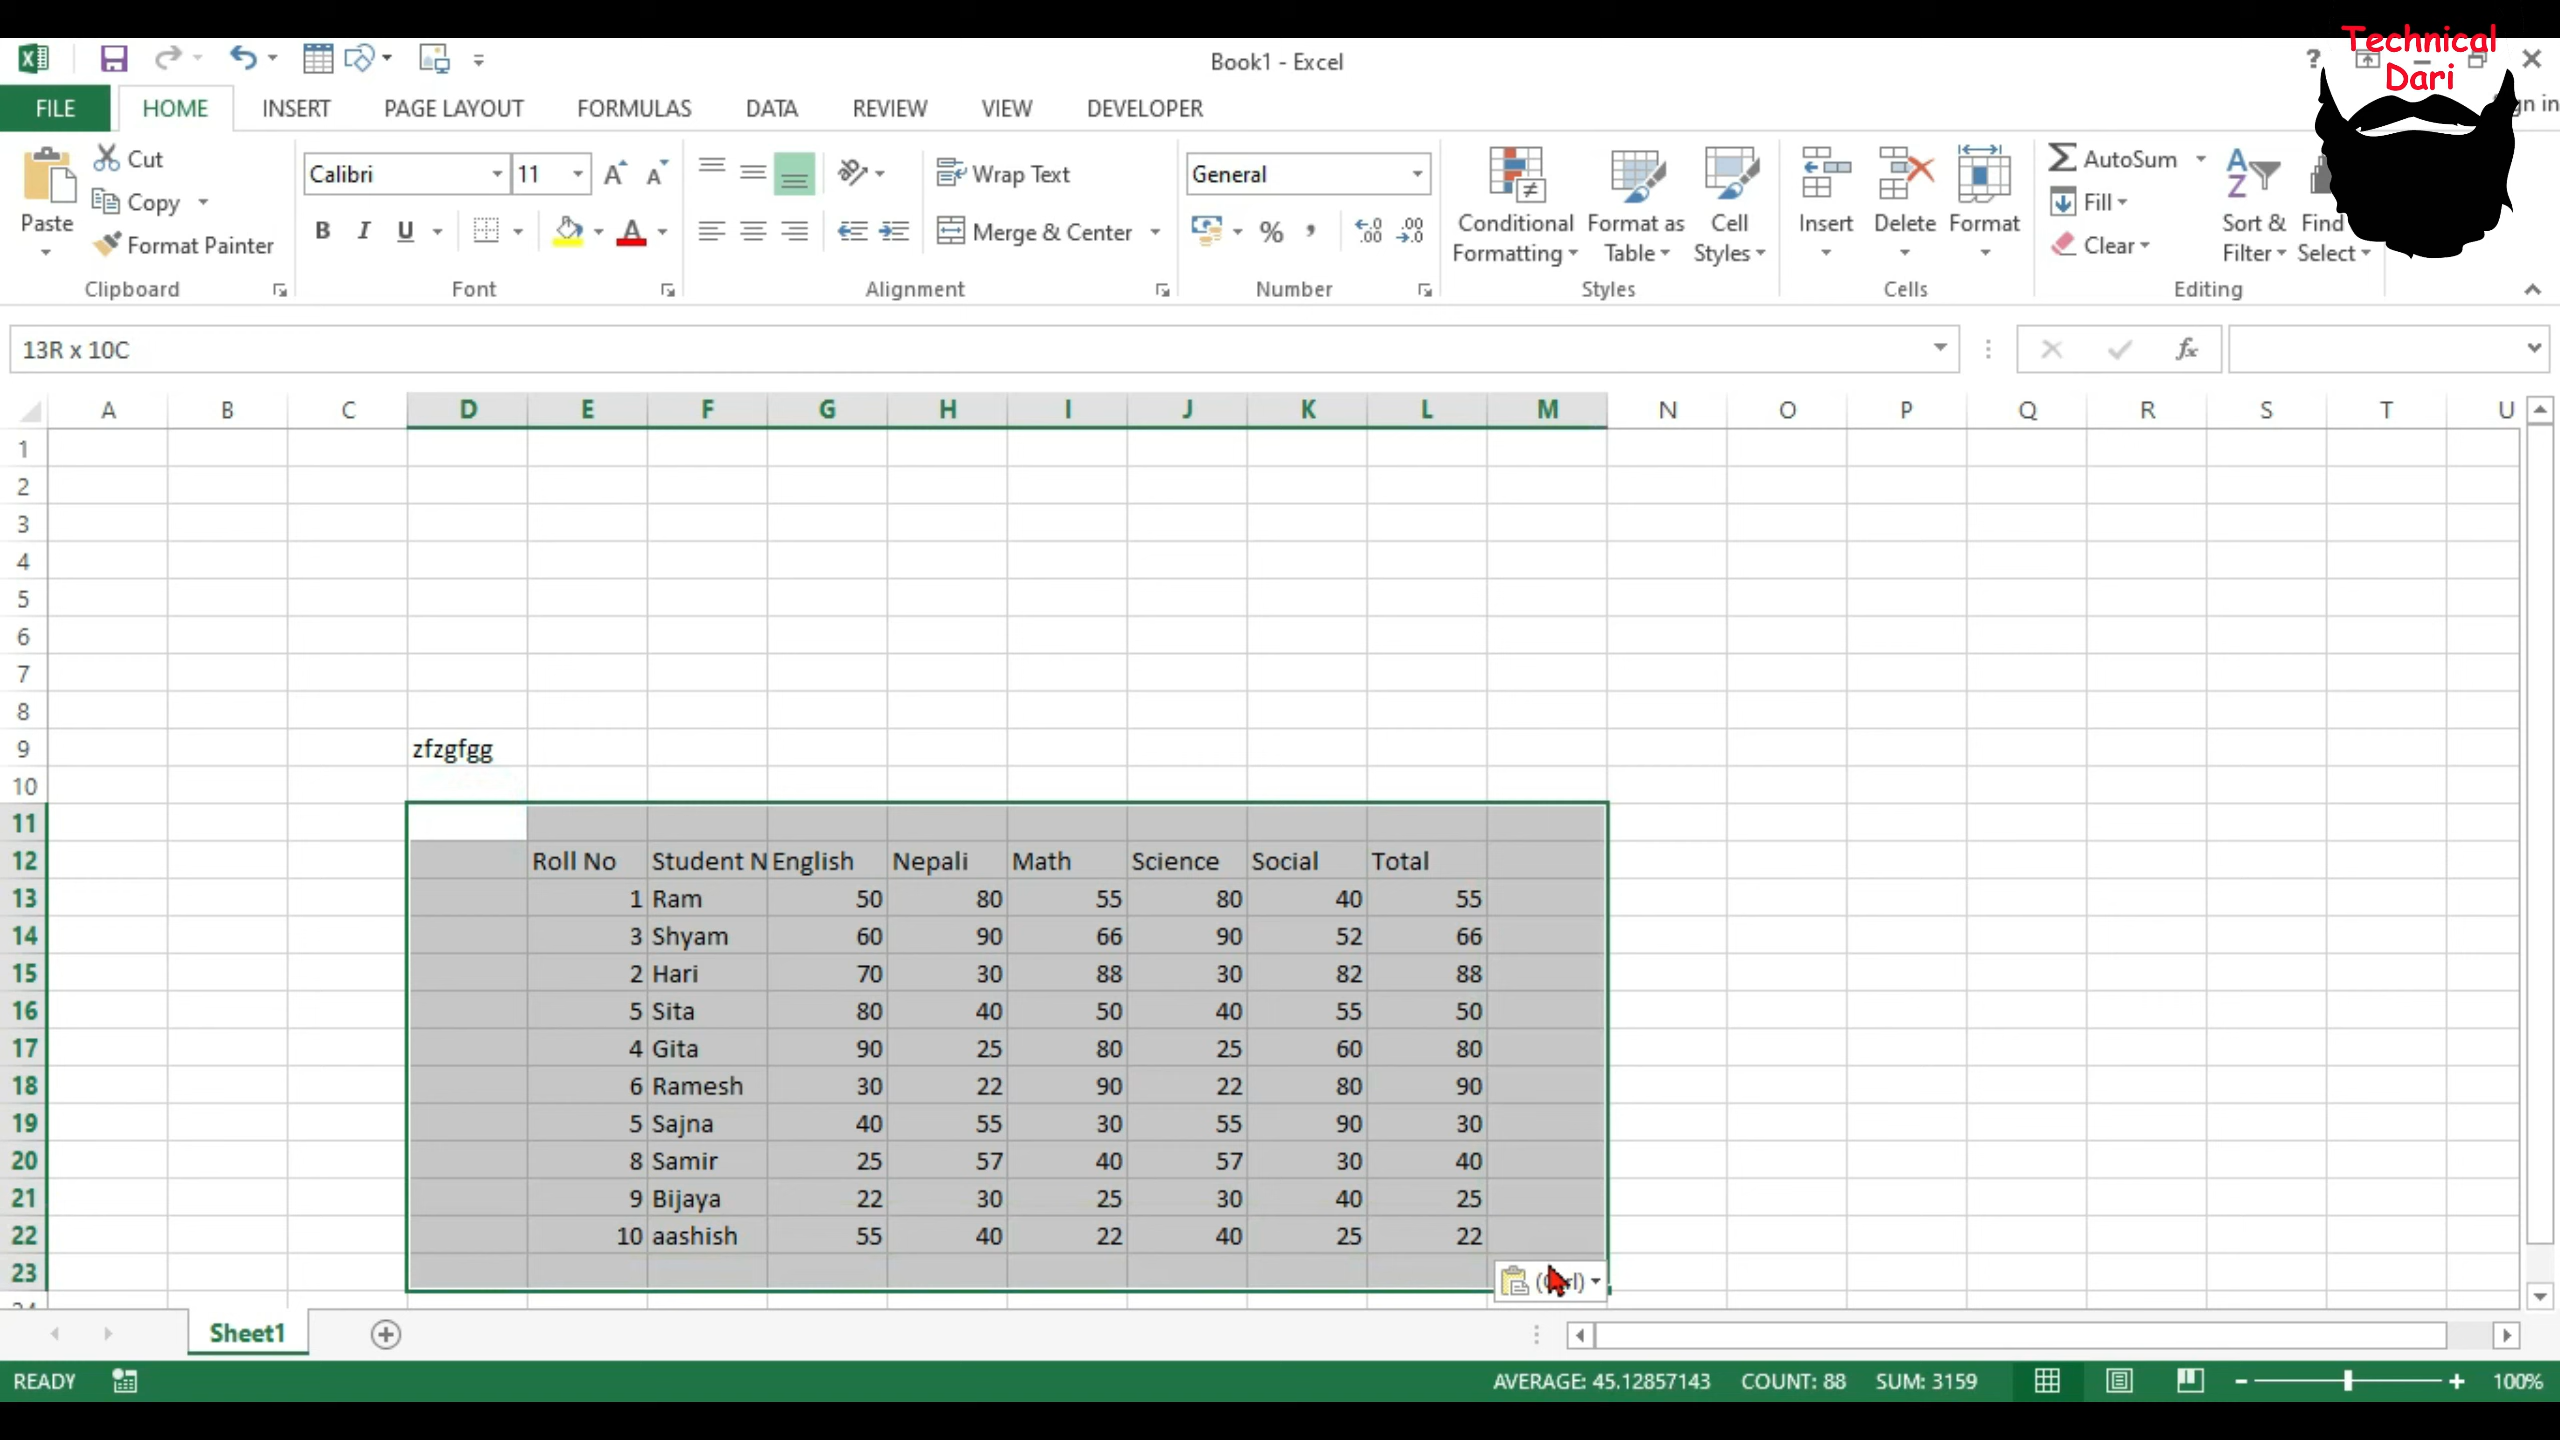 Technical
Dari
Book1 - Excel
?
FILE HOME INSERT PAGE LAYOUT FORMULAS DATA REVIEW VIEW DEVELOPER
Cut
Copy
Format Painter
Paste
Clipboard
Calibri 11
B I U
Font
Wrap Text
Merge & Center
Alignment
General
%
Number
Conditional Formatting
Format as Table
Cell Styles
Styles
Insert Delete Format
Cells
AutoSum
Fill
Clear
Sort & Filter
Find
Select
Editing
13R x 10C
fx
A B C D E F G H I J K L M N O P Q R S T U
1
2
3
4
5
6
7
8
9 zfzgfgg
10
11
12 Roll No Student N English Nepali Math Science Social Total
13 1 Ram 50 80 55 80 40 55
14 3 Shyam 60 90 66 90 52 66
15 2 Hari 70 30 88 30 82 88
16 5 Sita 80 40 50 40 55 50
17 4 Gita 90 25 80 25 60 80
18 6 Ramesh 30 22 90 22 80 90
19 5 Sajna 40 55 30 55 90 30
20 8 Samir 25 57 40 57 30 40
21 9 Bijaya 22 30 25 30 40 25
22 10 aashish 55 40 22 40 25 22
23
Sheet1
READY AVERAGE: 45.12857143 COUNT: 88 SUM: 3159 100%